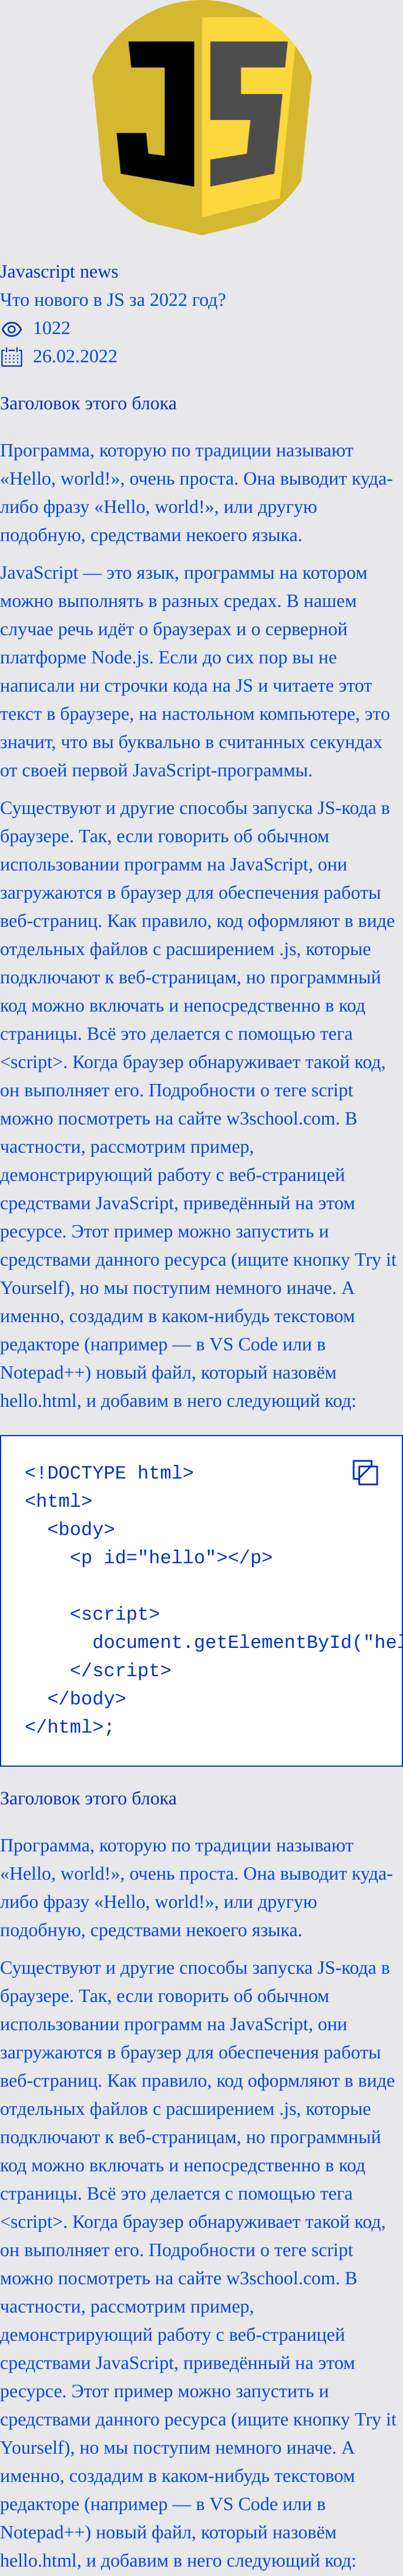 JS
Javascript news
Что нового в JS за 2022 год?
1022
26.02.2022
Заголовок этого блока
Программа, которую по традиции называют
«Hello, world!», очень проста. Она выводит куда-
либо фразу «Hello, world!», или другую
подобную, средствами некоего языка.
JavaScript — это язык, программы на котором
можно выполнять в разных средах. В нашем
случае речь идёт о браузерах и о серверной
платформе Node.js. Если до сих пор вы не
написали ни строчки кода на JS и читаете этот
текст в браузере, на настольном компьютере, это
значит, что вы буквально в считанных секундах
от своей первой JavaScript-программы.
Существуют и другие способы запуска JS-кода в
браузере. Так, если говорить об обычном
использовании программ на JavaScript, они
загружаются в браузер для обеспечения работы
веб-страниц. Как правило, код оформляют в виде
отдельных файлов с расширением .js, которые
подключают к веб-страницам, но программный
код можно включать и непосредственно в код
страницы. Всё это делается с помощью тега
<script>. Когда браузер обнаруживает такой код,
он выполняет его. Подробности о теге script
можно посмотреть на сайте w3school.com. В
частности, рассмотрим пример,
демонстрирующий работу с веб-страницей
средствами JavaScript, приведённый на этом
ресурсе. Этот пример можно запустить и
средствами данного ресурса (ищите кнопку Try it
Yourself), но мы поступим немного иначе. А
именно, создадим в каком-нибудь текстовом
редакторе (например — в VS Code или в
Notepad++) новый файл, который назовём
hello.html, и добавим в него следующий код:
<!DOCTYPE html>
<html>
<body>
<p id="hello"></p>
<script>
document.getElementById("hel
</script>
</body>
</html>;
Заголовок этого блока
Программа, которую по традиции называют
«Hello, world!», очень проста. Она выводит куда-
либо фразу «Hello, world!», или другую
подобную, средствами некоего языка.
Существуют и другие способы запуска JS-кода в
браузере. Так, если говорить об обычном
использовании программ на JavaScript, они
загружаются в браузер для обеспечения работы
веб-страниц. Как правило, код оформляют в виде
отдельных файлов с расширением .js, которые
подключают к веб-страницам, но программный
код можно включать и непосредственно в код
страницы. Всё это делается с помощью тега
<script>. Когда браузер обнаруживает такой код,
он выполняет его. Подробности о теге script
можно посмотреть на сайте w3school.com. В
частности, рассмотрим пример,
демонстрирующий работу с веб-страницей
средствами JavaScript, приведённый на этом
ресурсе. Этот пример можно запустить и
средствами данного ресурса (ищите кнопку Try it
Yourself), но мы поступим немного иначе. А
именно, создадим в каком-нибудь текстовом
редакторе (например — в VS Code или в
Notepad++) новый файл, который назовём
hello.html, и добавим в него следующий код: